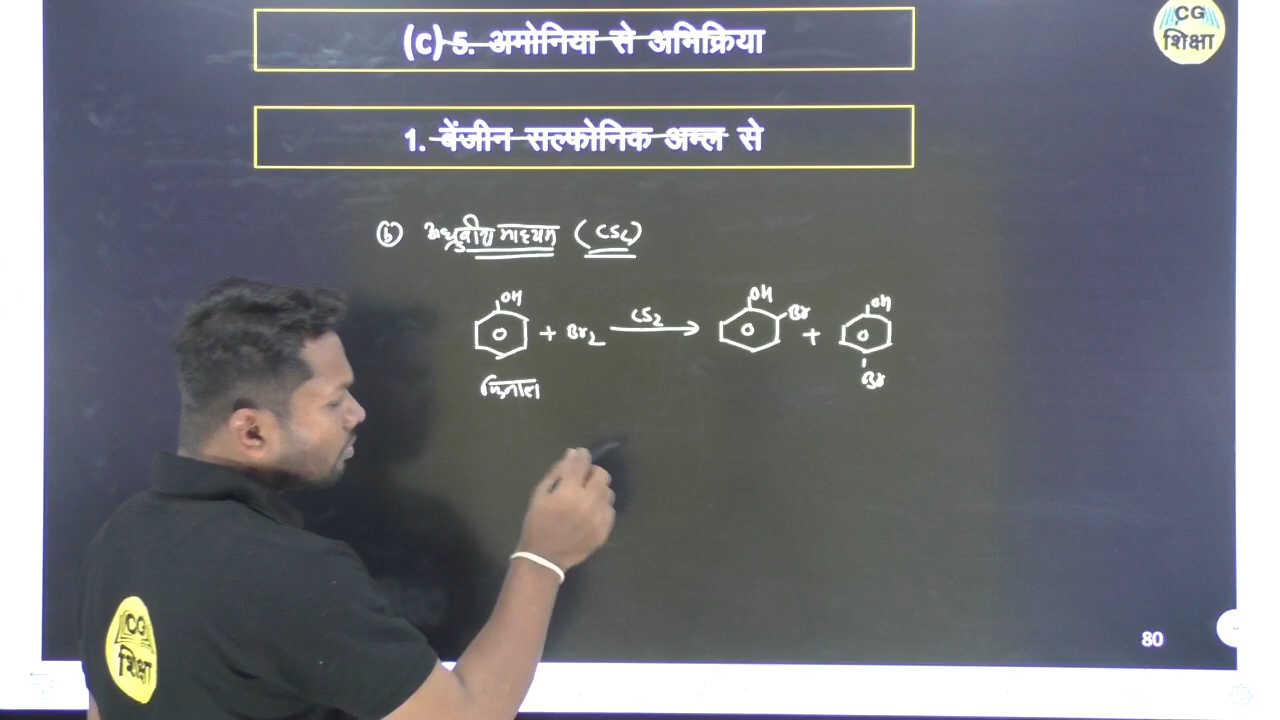 CG
शिक्षा
(c) 5. अमोनिया से अभिक्रिया
1. बेंजीन सल्फोनिक अम्ल से
(b) अध्रुवीय माध्यम (CS2)
OH + Br2 CS2 OH Br + OH Br
फिनाल
CG
शिक्षा
80